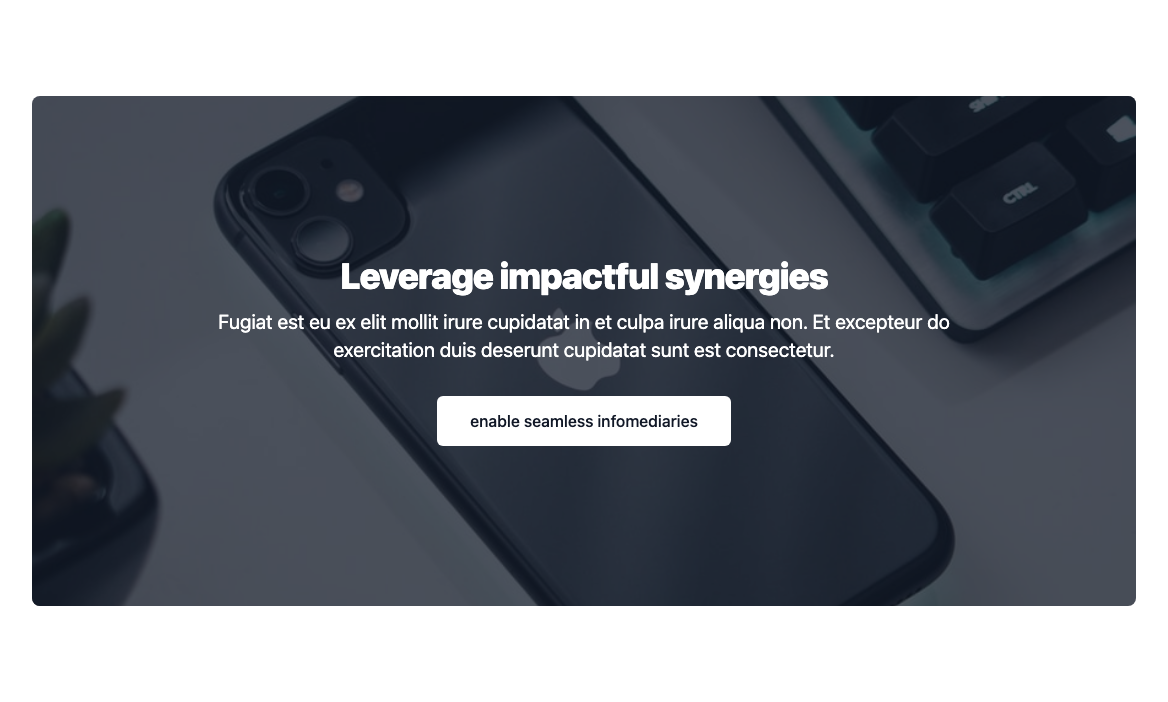 Leverage impactful synergies
Fugiat est eu ex elit mollit irure cupidatat in et culpa irure aliqua non. Et excepteur do
exercitation duis deserunt cupidatat sunt est consectetur.
enable seamless infomediaries
CTRL